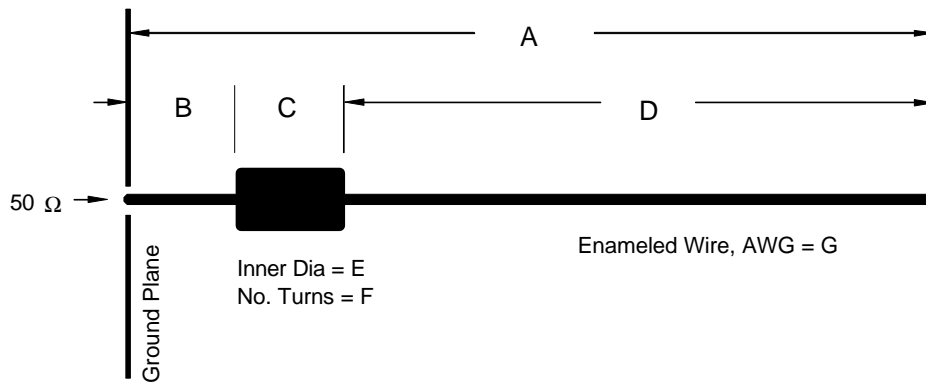 A
B
C
D
50 Ω
Enameled Wire, AWG = G
Inner Dia = E
No. Turns = F
Ground Plane